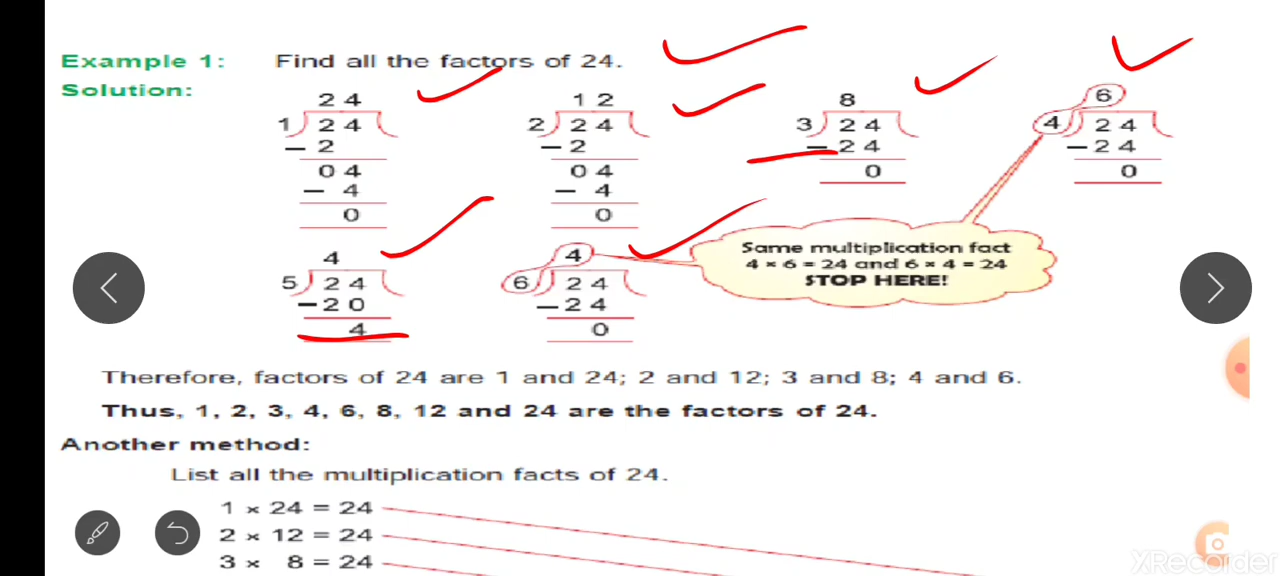 Example 1: Find all the factors of 24.
Solution:
24 12 8 6
1 24 2 24 3 24 4 24
- 2 - 2 - 24 - 24
04 04 0 0
- 4 - 4
0 0
4 4
5 24 6 24
- 20 - 24
4 0
Same multiplication fact
4 × 6 = 24 and 6 × 4 = 24
STOP HERE!
Therefore, factors of 24 are 1 and 24; 2 and 12; 3 and 8; 4 and 6.
Thus, 1, 2, 3, 4, 6, 8, 12 and 24 are the factors of 24.
Another method:
List all the multiplication facts of 24.
1 × 24 = 24
2 × 12 = 24
3 × 8 = 24
XRecorder